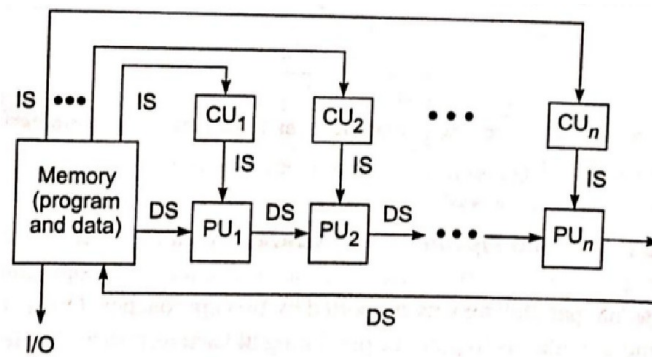 IS ••• IS
CU1 CU2 ••• CUn
IS IS IS
Memory
(program
and data)
DS PU1 DS PU2 DS ••• PUn
DS
I/O